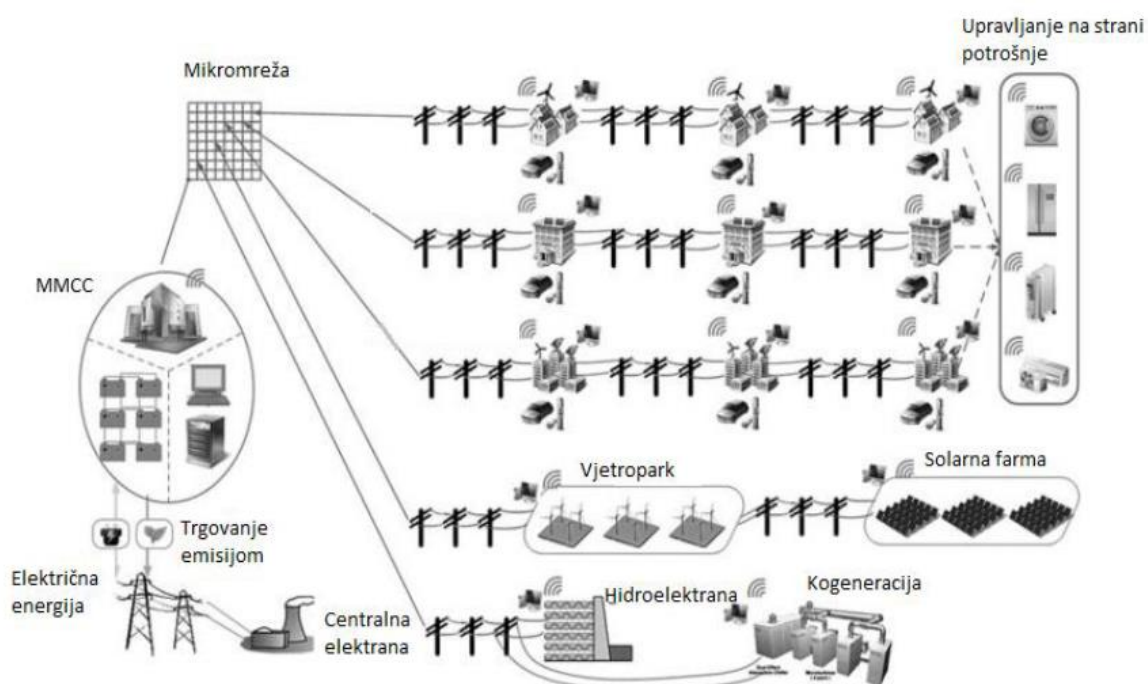 Upravljanje na strani
potrošnje
Mikromreža
MMCC
Vjetropark
Solarna farma
Trgovanje
emisijom
Električna
energija
Centralna
elektrana
Hidroelektrana
Kogeneracija